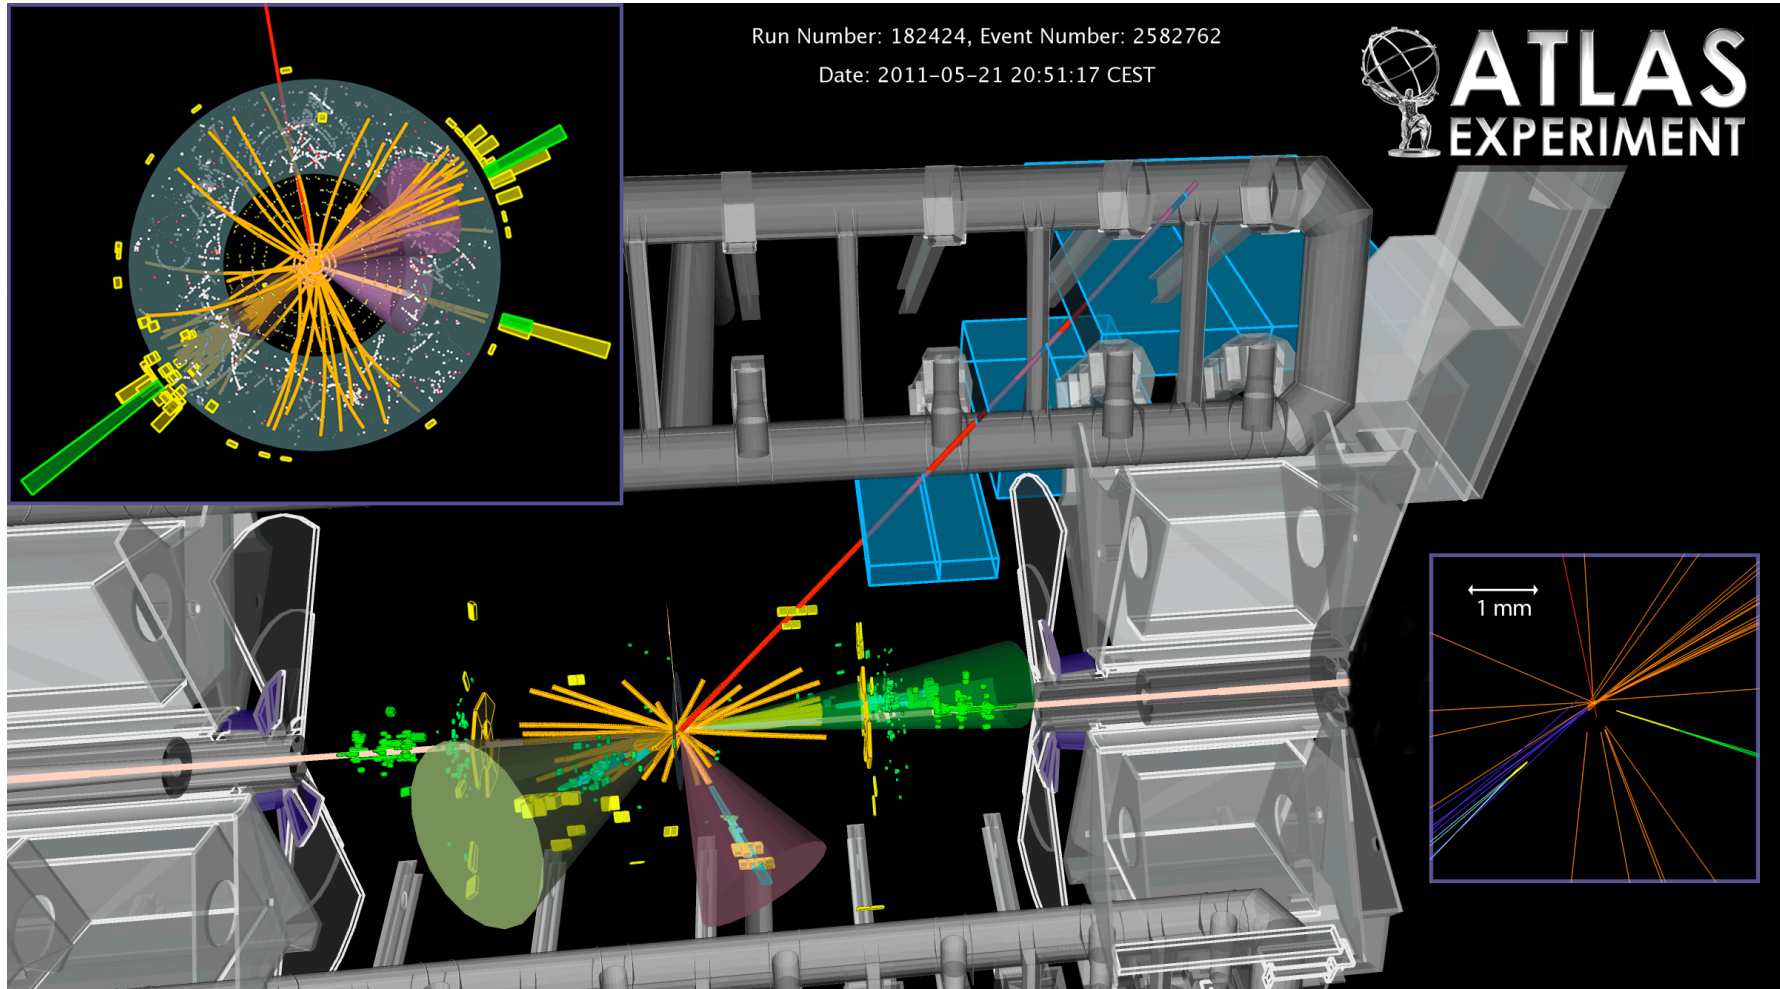 Run Number: 182424, Event Number: 2582762
Date: 2011-05-21 20:51:17 CEST
ATLAS
EXPERIMENT
1 mm